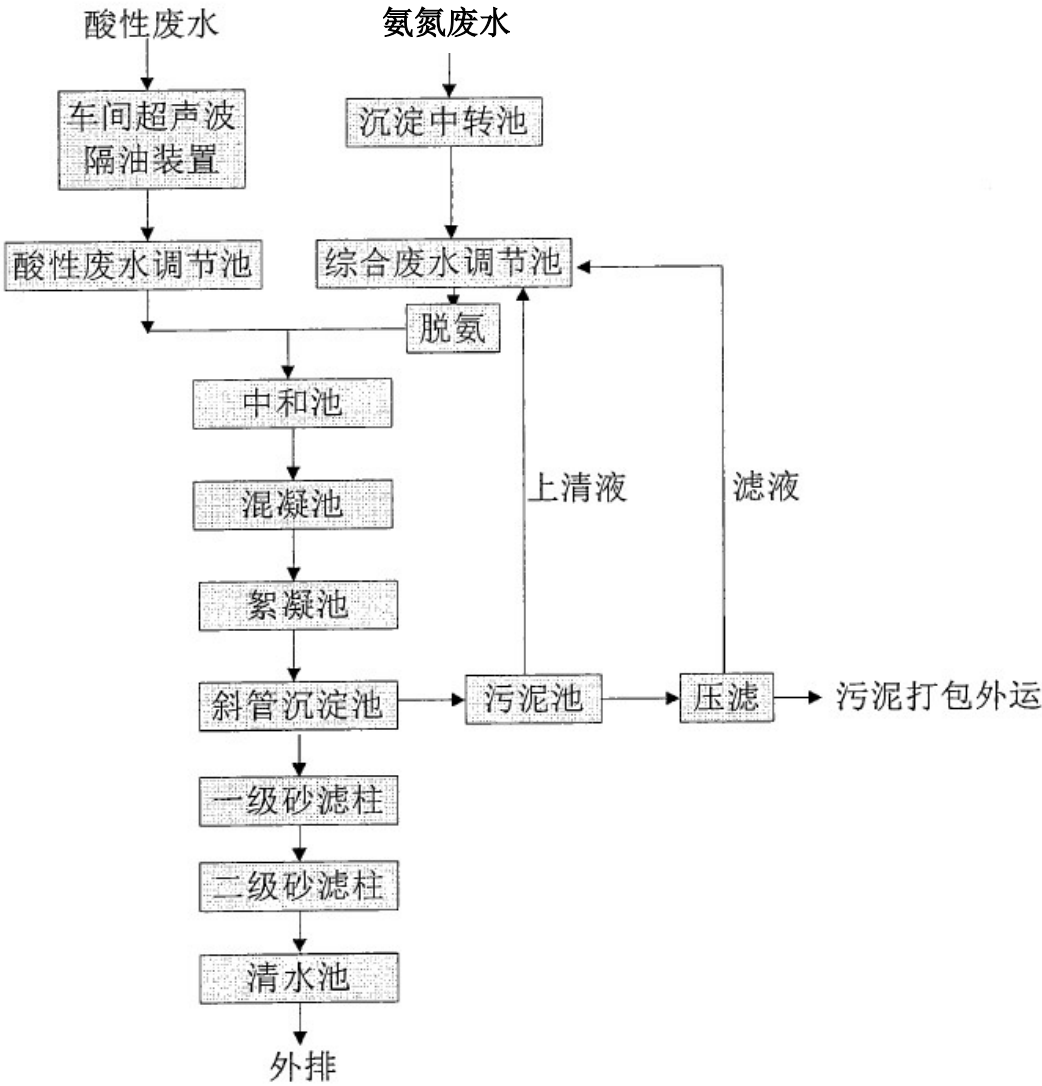 酸性废水
氨氮废水
车间超声波
隔油装置
沉淀中转池
酸性废水调节池
综合废水调节池
脱氨
中和池
混凝池
上清液
滤液
絮凝池
斜管沉淀池
污泥池
压滤
污泥打包外运
一级砂滤柱
二级砂滤柱
清水池
外排